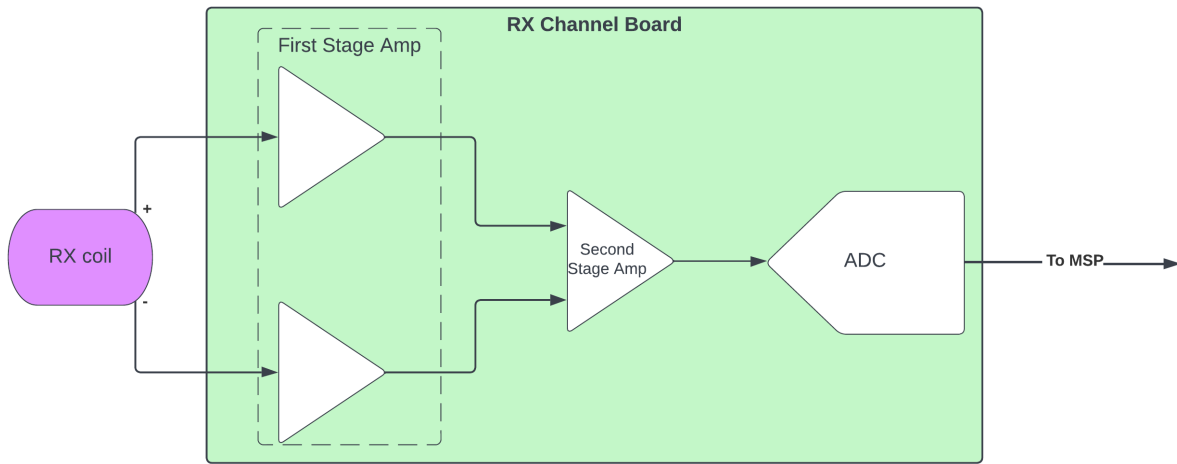 RX Channel Board
First Stage Amp
+
RX coil
-
Second
Stage Amp
ADC
To MSP